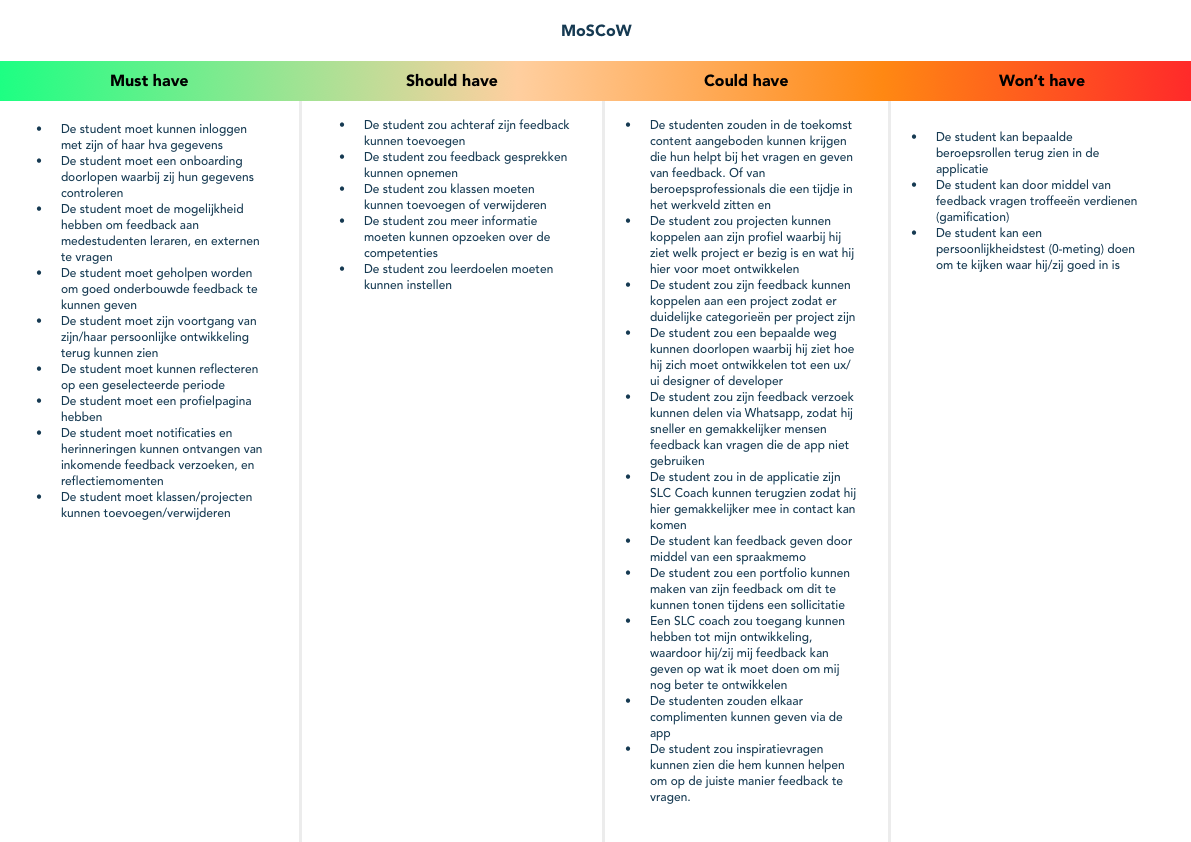 MoSCoW
Must have
Should have
Could have
Won’t have
• De student moet kunnen inloggen
met zijn of haar hva gegevens
• De student moet een onboarding
doorlopen waarbij zij hun gegevens
controleren
• De student moet de mogelijkheid
hebben om feedback aan
medestudenten leraren, en externen
te vragen
• De student moet geholpen worden
om goed onderbouwde feedback te
kunnen geven
• De student moet zijn voortgang van
zijn/haar persoonlijke ontwikkeling
terug kunnen zien
• De student moet kunnen reflecteren
op een geselecteerde periode
• De student moet een profielpagina
hebben
• De student moet notificaties en
herinneringen kunnen ontvangen van
inkomende feedback verzoeken, en
reflectiemomenten
• De student moet klassen/projecten
kunnen toevoegen/verwijderen
• De student zou achteraf zijn feedback
kunnen toevoegen
• De student zou feedback gesprekken
kunnen opnemen
• De student zou klassen moeten
kunnen toevoegen of verwijderen
• De student zou meer informatie
moeten kunnen opzoeken over de
competenties
• De student zou leerdoelen moeten
kunnen instellen
• De studenten zouden in de toekomst
content aangeboden kunnen krijgen
die hun helpt bij het vragen en geven
van feedback. Of van
beroepsprofessionals die een tijdje in
het werkveld zitten en
• De student zou projecten kunnen
koppelen aan zijn profiel waarbij hij
ziet welk project er bezig is en wat hij
hier voor moet ontwikkelen
• De student zou zijn feedback kunnen
koppelen aan een project zodat er
duidelijke categorieën per project zijn
• De student zou een bepaalde weg
kunnen doorlopen waarbij hij ziet hoe
hij zich moet ontwikkelen tot een ux/
ui designer of developer
• De student zou zijn feedback verzoek
kunnen delen via Whatsapp, zodat hij
sneller en gemakkelijker mensen
feedback kan vragen die de app niet
gebruiken
• De student zou in de applicatie zijn
SLC Coach kunnen terugzien zodat hij
hier gemakkelijker mee in contact kan
komen
• De student kan feedback geven door
middel van een spraakmemo
• De student zou een portfolio kunnen
maken van zijn feedback om dit te
kunnen tonen tijdens een sollicitatie
• Een SLC coach zou toegang kunnen
hebben tot mijn ontwikkeling,
waardoor hij/zij mij feedback kan
geven op wat ik moet doen om mij
nog beter te ontwikkelen
• De studenten zouden elkaar
complimenten kunnen geven via de
app
• De student zou inspiratievragen
kunnen zien die hem kunnen helpen
om op de juiste manier feedback te
vragen.
• De student kan bepaalde
beroepsrollen terug zien in de
applicatie
• De student kan door middel van
feedback vragen troffeeën verdienen
(gamification)
• De student kan een
persoonlijkheidstest (0-meting) doen
om te kijken waar hij/zij goed in is